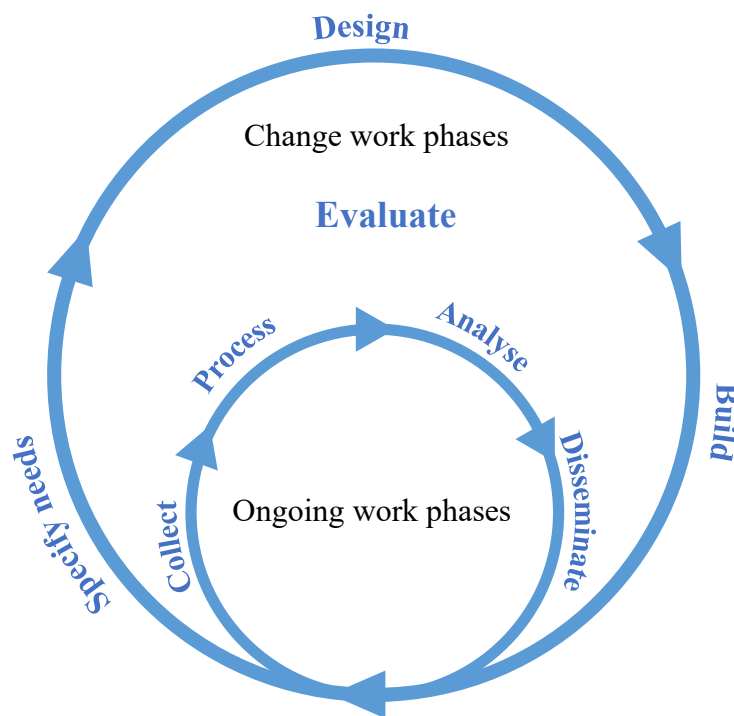 Design
Change work phases
Evaluate
Process
Analyse
Build
Specify needs
Collect
Ongoing work phases
Disseminate